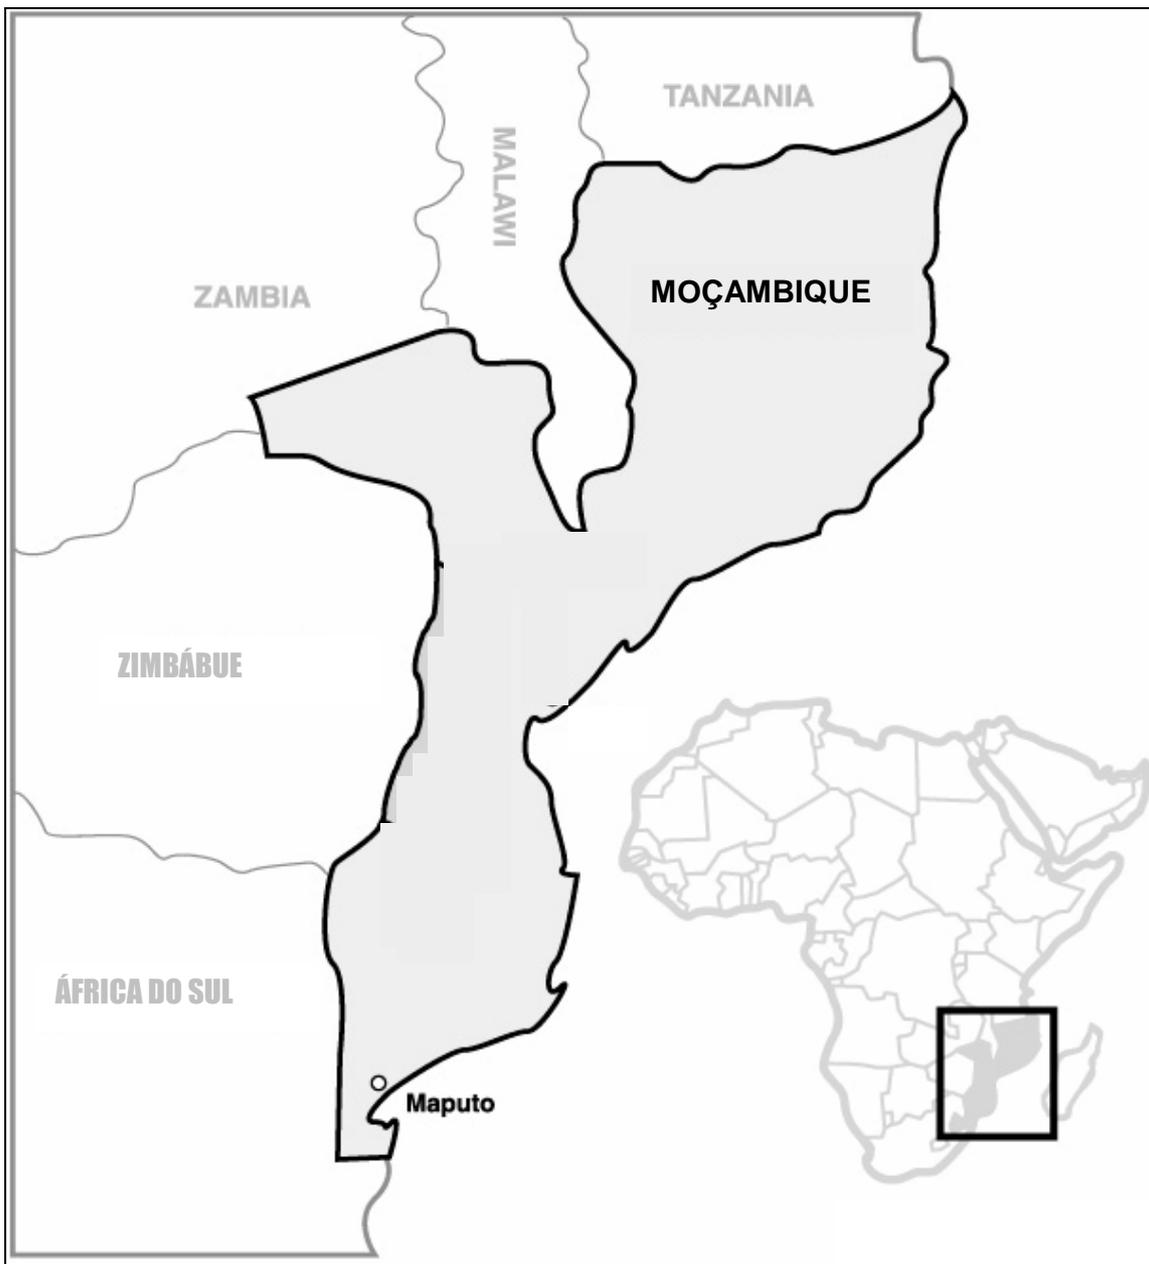 TANZANIA
MALAWI
ZAMBIA
MOÇAMBIQUE
ZIMBÁBUE
ÁFRICA DO SUL
Maputo